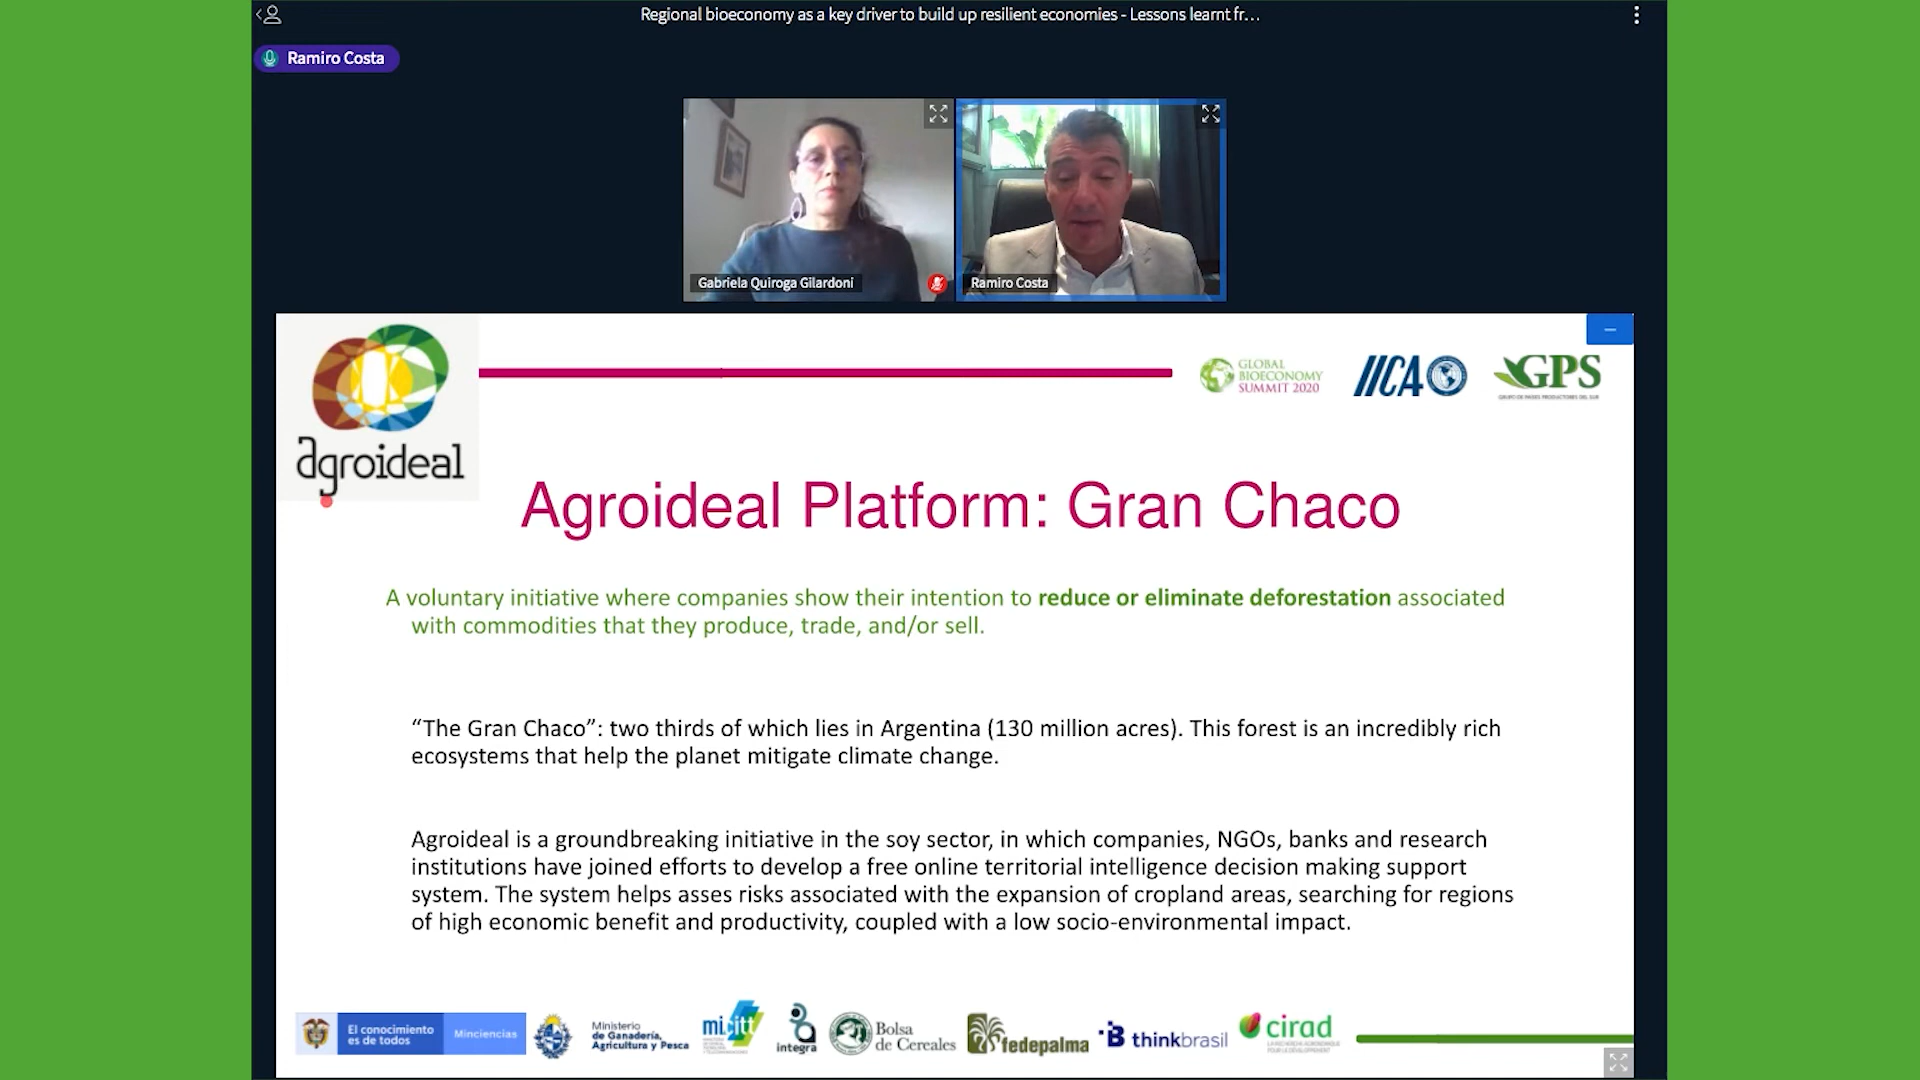 Regional bioeconomy as a key driver to build up resilient economies - Lessons learnt fr...
Ramiro Costa
Gabriela Quiroga Gilardoni
Ramiro Costa
agroideal
GLOBAL
BIOECONOMY
SUMMIT 2020
IICA
GPS
GRUPO DE PAISES PRODUCTORES DEL SUR
Agroideal Platform: Gran Chaco
A voluntary initiative where companies show their intention to reduce or eliminate deforestation associated
with commodities that they produce, trade, and/or sell.
“The Gran Chaco”: two thirds of which lies in Argentina (130 million acres). This forest is an incredibly rich
ecosystems that help the planet mitigate climate change.
Agroideal is a groundbreaking initiative in the soy sector, in which companies, NGOs, banks and research
institutions have joined efforts to develop a free online territorial intelligence decision making support
system. The system helps asses risks associated with the expansion of cropland areas, searching for regions
of high economic benefit and productivity, coupled with a low socio-environmental impact.
El conocimiento
es de todos
Minciencias
Ministerio
de Ganadería,
Agricultura y Pesca
micitt
integra
Bolsa
de Cereales
fedepalma
thinkbrasil
cirad